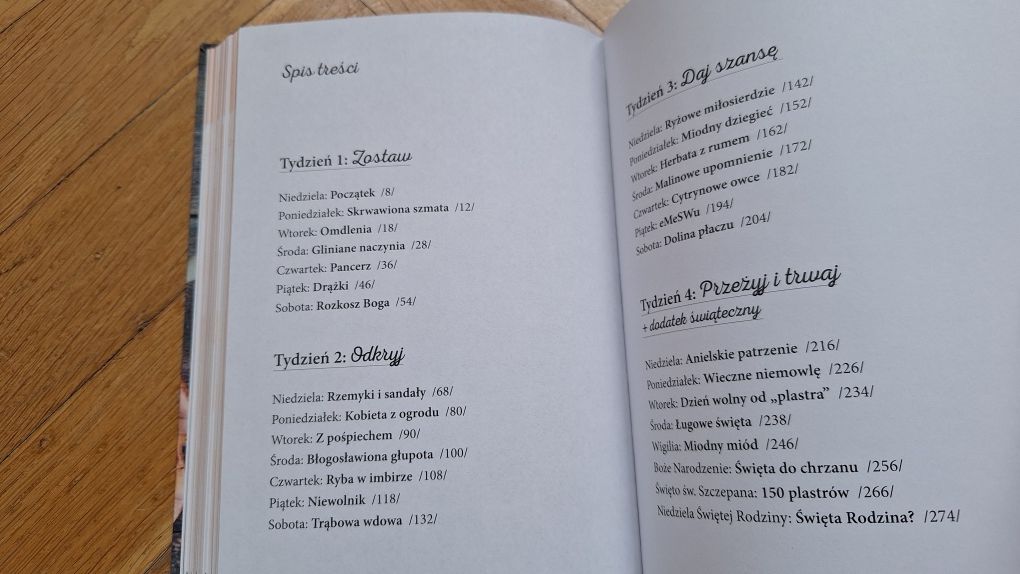 Spis treści
Tydzień 1: Zostaw
Niedziela: Początek /8/
Poniedziałek: Skrwawiona szmata /12/
Wtorek: Omdlenia /18/
Środa: Gliniane naczynia /28/
Czwartek: Pancerz /36/
Piątek: Drążki /46/
Sobota: Rozkosz Boga /54/
Tydzień 2: Odkryj
Niedziela: Rzemyki i sandały /68/
Poniedziałek: Kobieta z ogrodu /80/
Wtorek: Z pośpiechem /90/
Środa: Błogosławiona głupota /100/
Czwartek: Ryba w imbirze /108/
Piątek: Niewolnik /118/
Sobota: Trąbowa wdowa /132/
Tydzień 3: Daj szansę
Niedziela: Ryżowe miłosierdzie /142/
Poniedziałek: Miodny dziegieć /152/
Wtorek: Herbata z rumem /162/
Środa: Malinowe upomnienie /172/
Czwartek: Cytrynowe owce /182/
Piątek: eMeSWu /194/
Sobota: Dolina płaczu /204/
Tydzień 4: Przeżyj i trwaj
+ dodatek świąteczny
Niedziela: Anielskie patrzenie /216/
Poniedziałek: Wieczne niemowlę /226/
Wtorek: Dzień wolny od „plastra” /234/
Środa: Ługowe święta /238/
Wigilia: Miodny miód /246/
Boże Narodzenie: Święta do chrzanu /256/
Święto św. Szczepana: 150 plastrów /266/
Niedziela Świętej Rodziny: Święta Rodzina? /274/